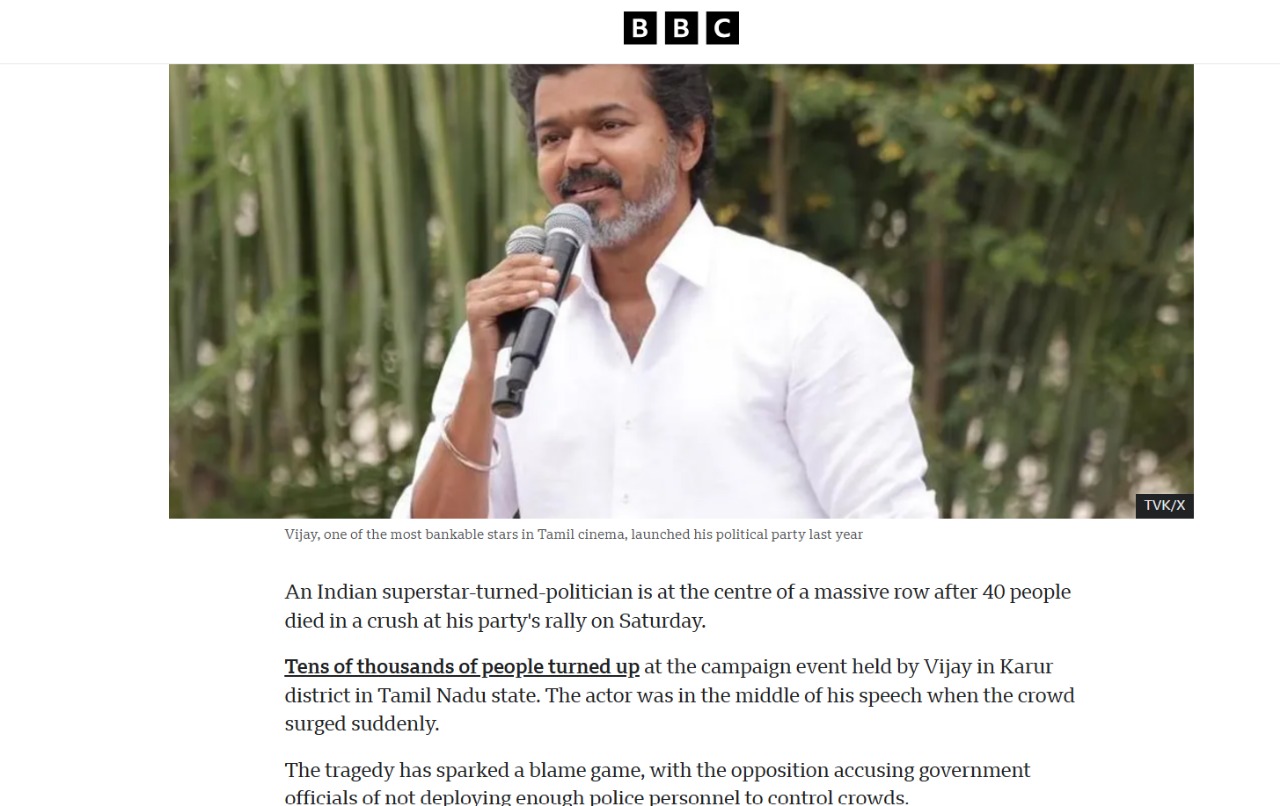 BBC
TVK/X
Vijay, one of the most bankable stars in Tamil cinema, launched his political party last year
An Indian superstar-turned-politician is at the centre of a massive row after 40 people
died in a crush at his party's rally on Saturday.
Tens of thousands of people turned up at the campaign event held by Vijay in Karur
district in Tamil Nadu state. The actor was in the middle of his speech when the crowd
surged suddenly.
The tragedy has sparked a blame game, with the opposition accusing government
officials of not deploying enough police personnel to control crowds.